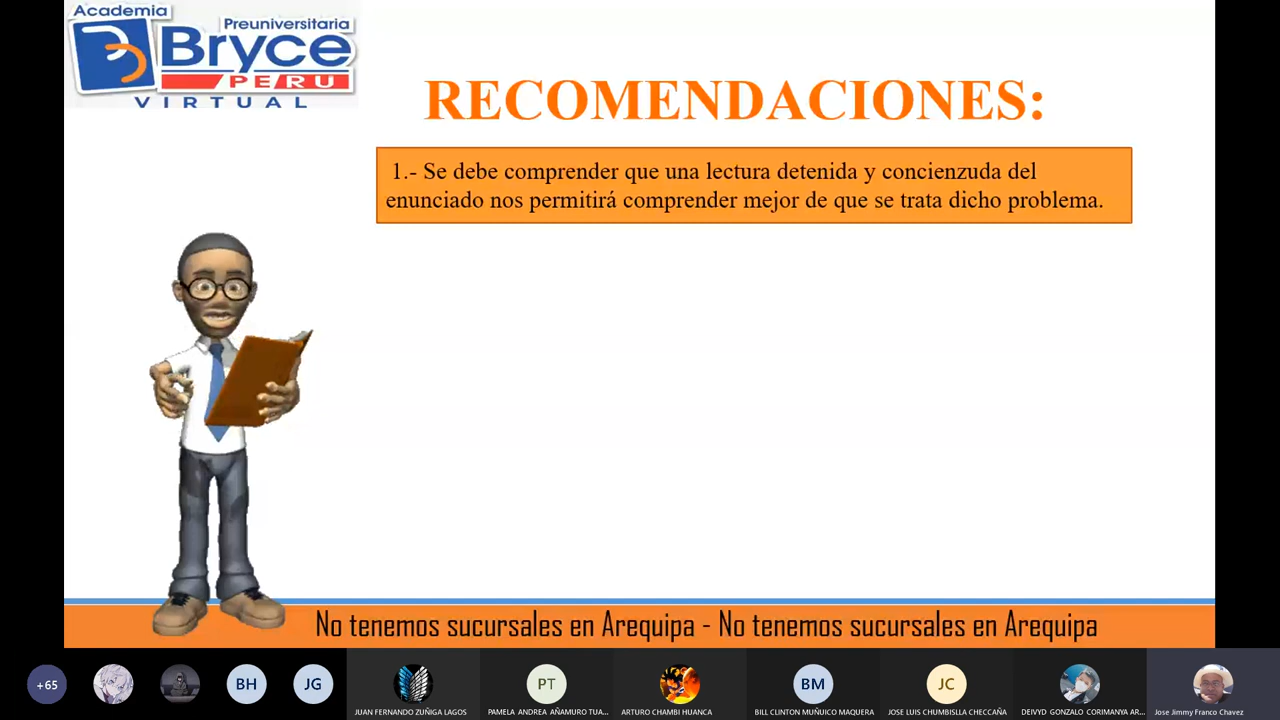 Academia
Preuniversitaria
Bryce
PERU
VIRTUAL
RECOMENDACIONES:
1.- Se debe comprender que una lectura detenida y concienzuda del
enunciado nos permitirá comprender mejor de que se trata dicho problema.
No tenemos sucursales en Arequipa - No tenemos sucursales en Arequipa
+65
BH
JG
PT
BM
JC
JUAN FERNANDO ZUÑIGA LAGOS
PAMELA ANDREA AÑAMURO TUA...
ARTURO CHAMBI HUANCA
BILL CLINTON MUÑUICO MAQUERA
JOSE LUIS CHUMBISLLA CHECCAÑA
DEIVYD GONZALO CORIMANYA AR...
Jose Jimmy Franco Chavez